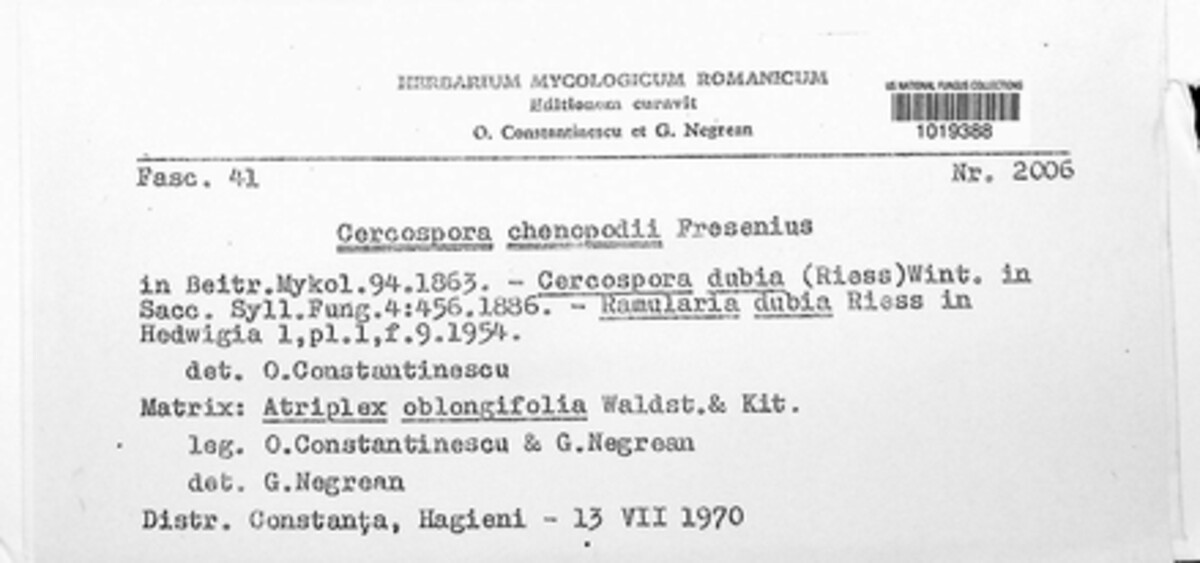 HERBARIUM MYCOLOGICUM ROMANICUM
Editionem curavit
O. Constantinescu et G. Negrean
US NATIONAL FUNGUS COLLECTIONS
1019388
Fasc. 41
Nr. 2006
Cercospora chenopodii Fresenius
in Beitr.Mykol.94.1863. - Cercospora dubia (Riess)Wint. in
Sacc. Syll.Fung.4:456.1886. - Ramularia dubia Riess in
Hedwigia 1,pl.1,f.9.1954.
det. O.Constantinescu
Matrix: Atriplex oblongifolia Waldst.& Kit.
leg. O.Constantinescu & G.Negrean
det. G.Negrean
Distr. Constanţa, Hagieni - 13 VII 1970